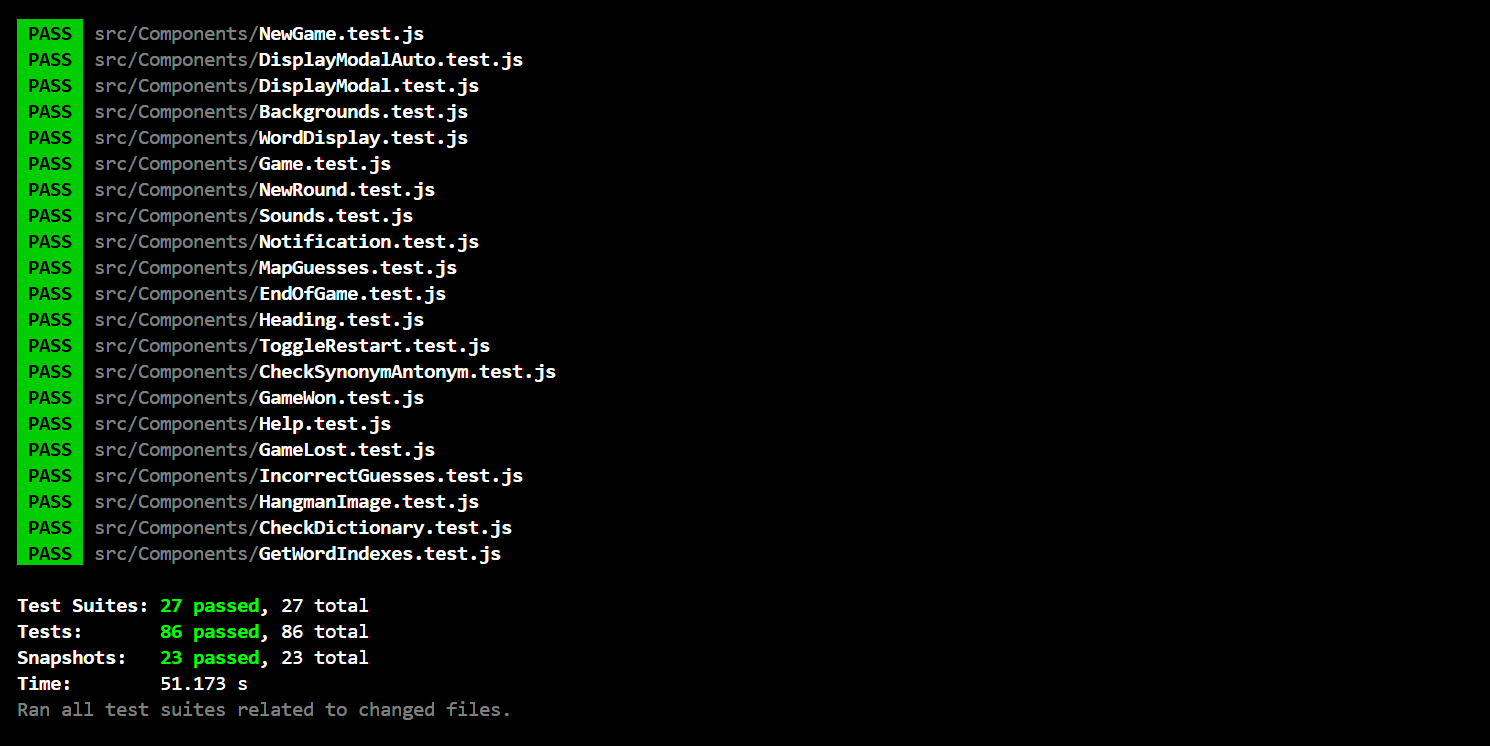 PASS src/Components/NewGame.test.js
PASS src/Components/DisplayModalAuto.test.js
PASS src/Components/DisplayModal.test.js
PASS src/Components/Backgrounds.test.js
PASS src/Components/WordDisplay.test.js
PASS src/Components/Game.test.js
PASS src/Components/NewRound.test.js
PASS src/Components/Sounds.test.js
PASS src/Components/Notification.test.js
PASS src/Components/MapGuesses.test.js
PASS src/Components/EndOfGame.test.js
PASS src/Components/Heading.test.js
PASS src/Components/ToggleRestart.test.js
PASS src/Components/CheckSynonymAntonym.test.js
PASS src/Components/GameWon.test.js
PASS src/Components/Help.test.js
PASS src/Components/GameLost.test.js
PASS src/Components/IncorrectGuesses.test.js
PASS src/Components/HangmanImage.test.js
PASS src/Components/CheckDictionary.test.js
PASS src/Components/GetWordIndexes.test.js
Test Suites: 27 passed, 27 total
Tests: 86 passed, 86 total
Snapshots: 23 passed, 23 total
Time: 51.173 s
Ran all test suites related to changed files.